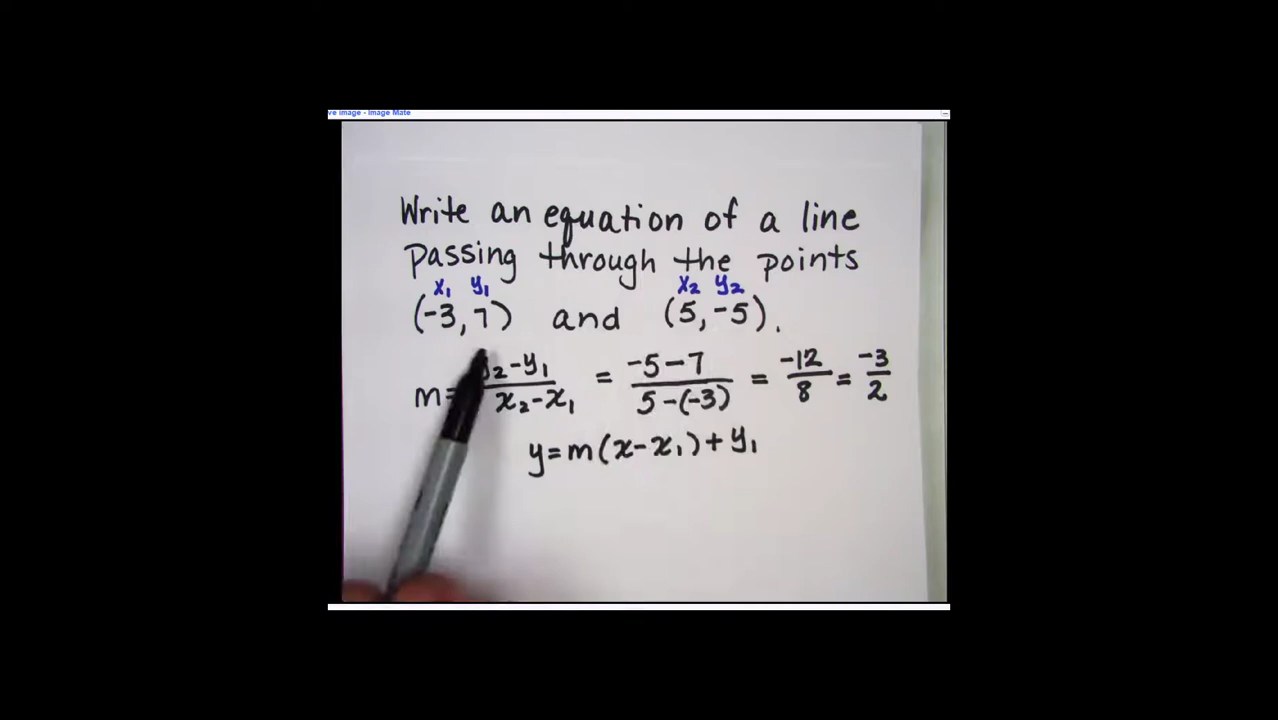 ve image - Image Mate
Write an equation of a line
passing through the points
x₁ y₁ x₂ y₂
(-3, 7) and (5, -5).
m= y₂-y₁ / x₂-x₁ = -5-7 / 5-(-3) = -12 / 8 = -3 / 2
y=m(x-x₁)+y₁